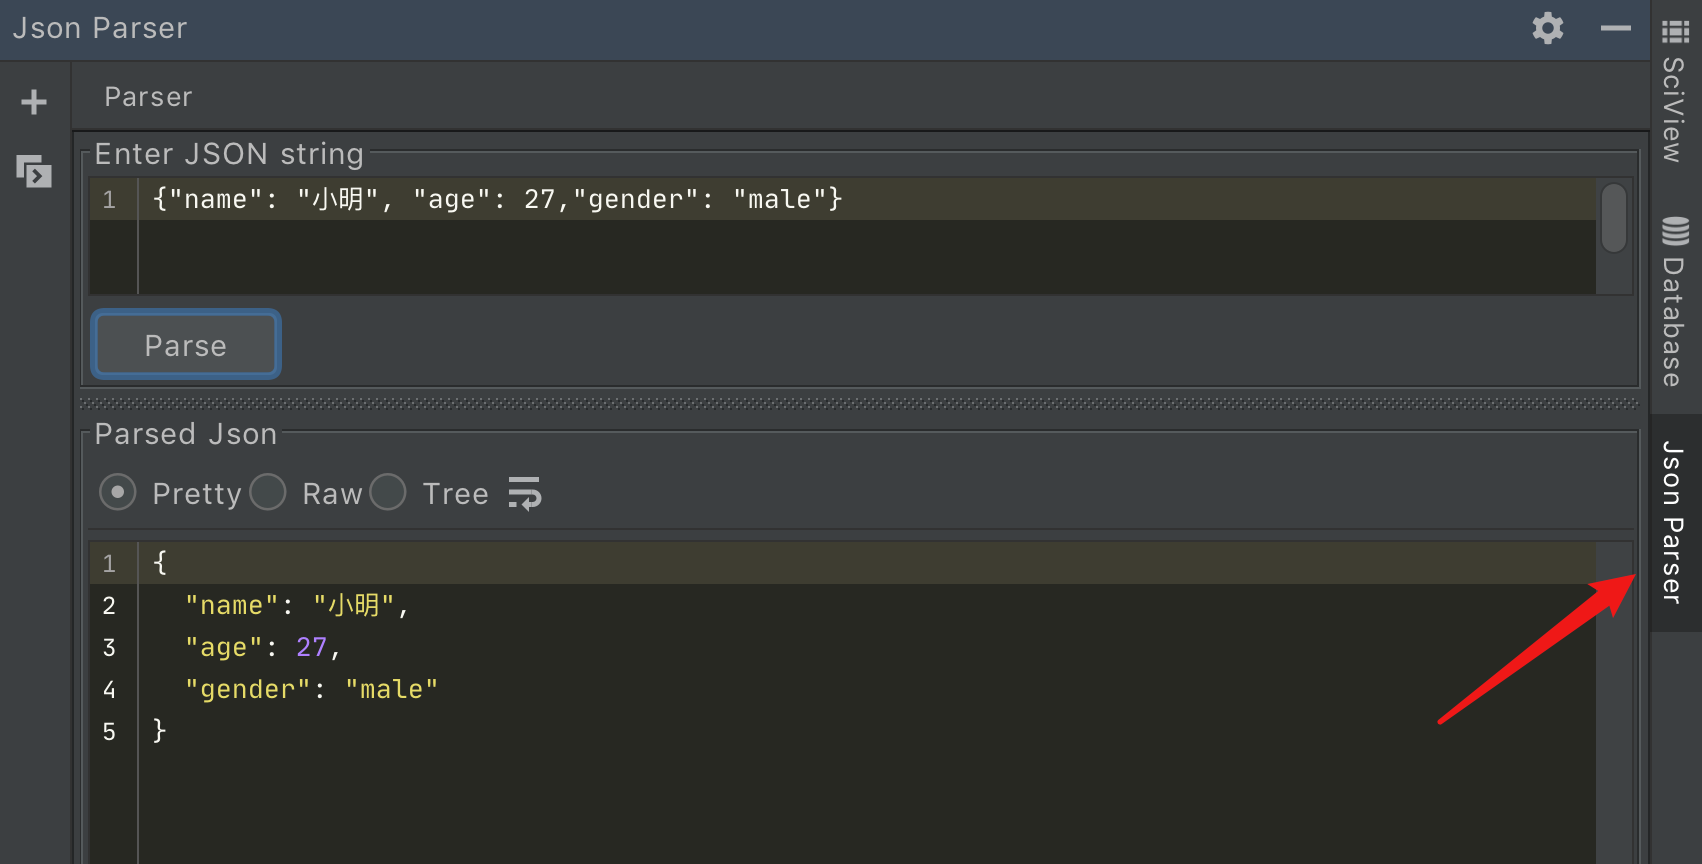 Json Parser
Parser
Enter JSON string
1 {"name": "小明", "age": 27,"gender": "male"}
Parse
Parsed Json
Pretty Raw Tree
1 {
2 "name": "小明",
3 "age": 27,
4 "gender": "male"
5 }
SciView
Database
Json Parser